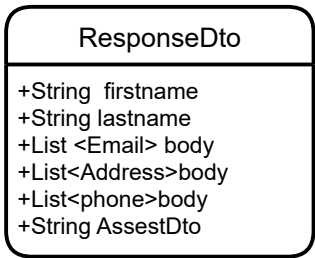 ResponseDto
+String  firstname
+String lastname
+List <Email> body
+List<Address>body
+List<phone>body
+String AssestDto